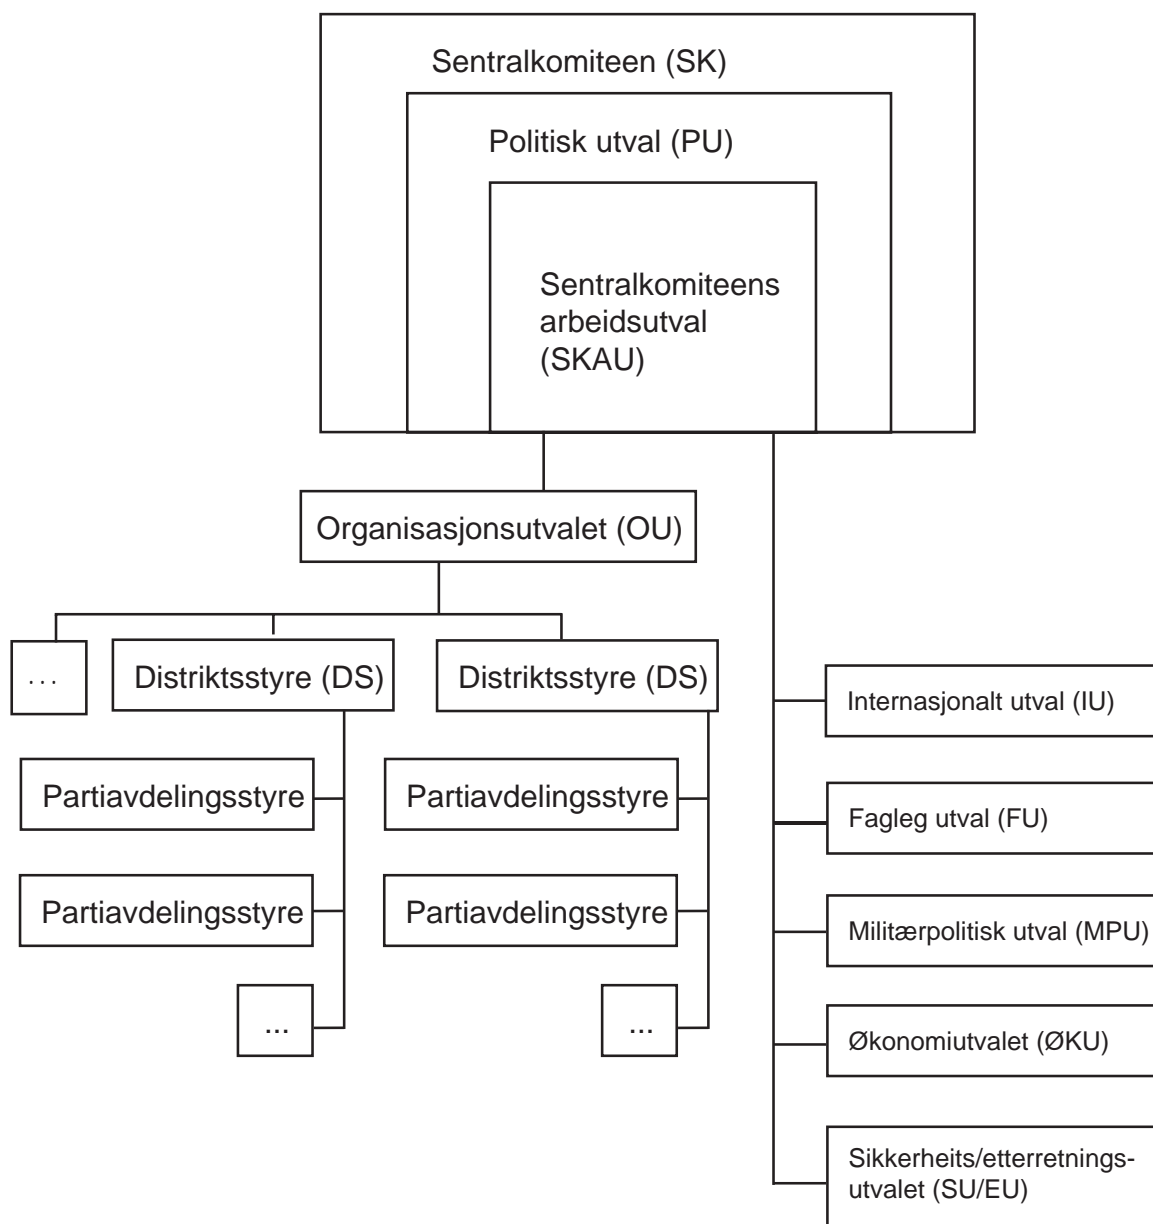 Sentralkomiteen (SK)
Politisk utval (PU)
Sentralkomiteens
arbeidsutval
(SKAU)
Organisasjonsutvalet (OU)
...
Distriktsstyre (DS)
Distriktsstyre (DS)
Partiavdelingsstyre
Partiavdelingsstyre
Partiavdelingsstyre
Partiavdelingsstyre
...
...
Internasjonalt utval (IU)
Fagleg utval (FU)
Militærpolitisk utval (MPU)
Økonomiutvalet (ØKU)
Sikkerheits/etterretnings-
utvalet (SU/EU)